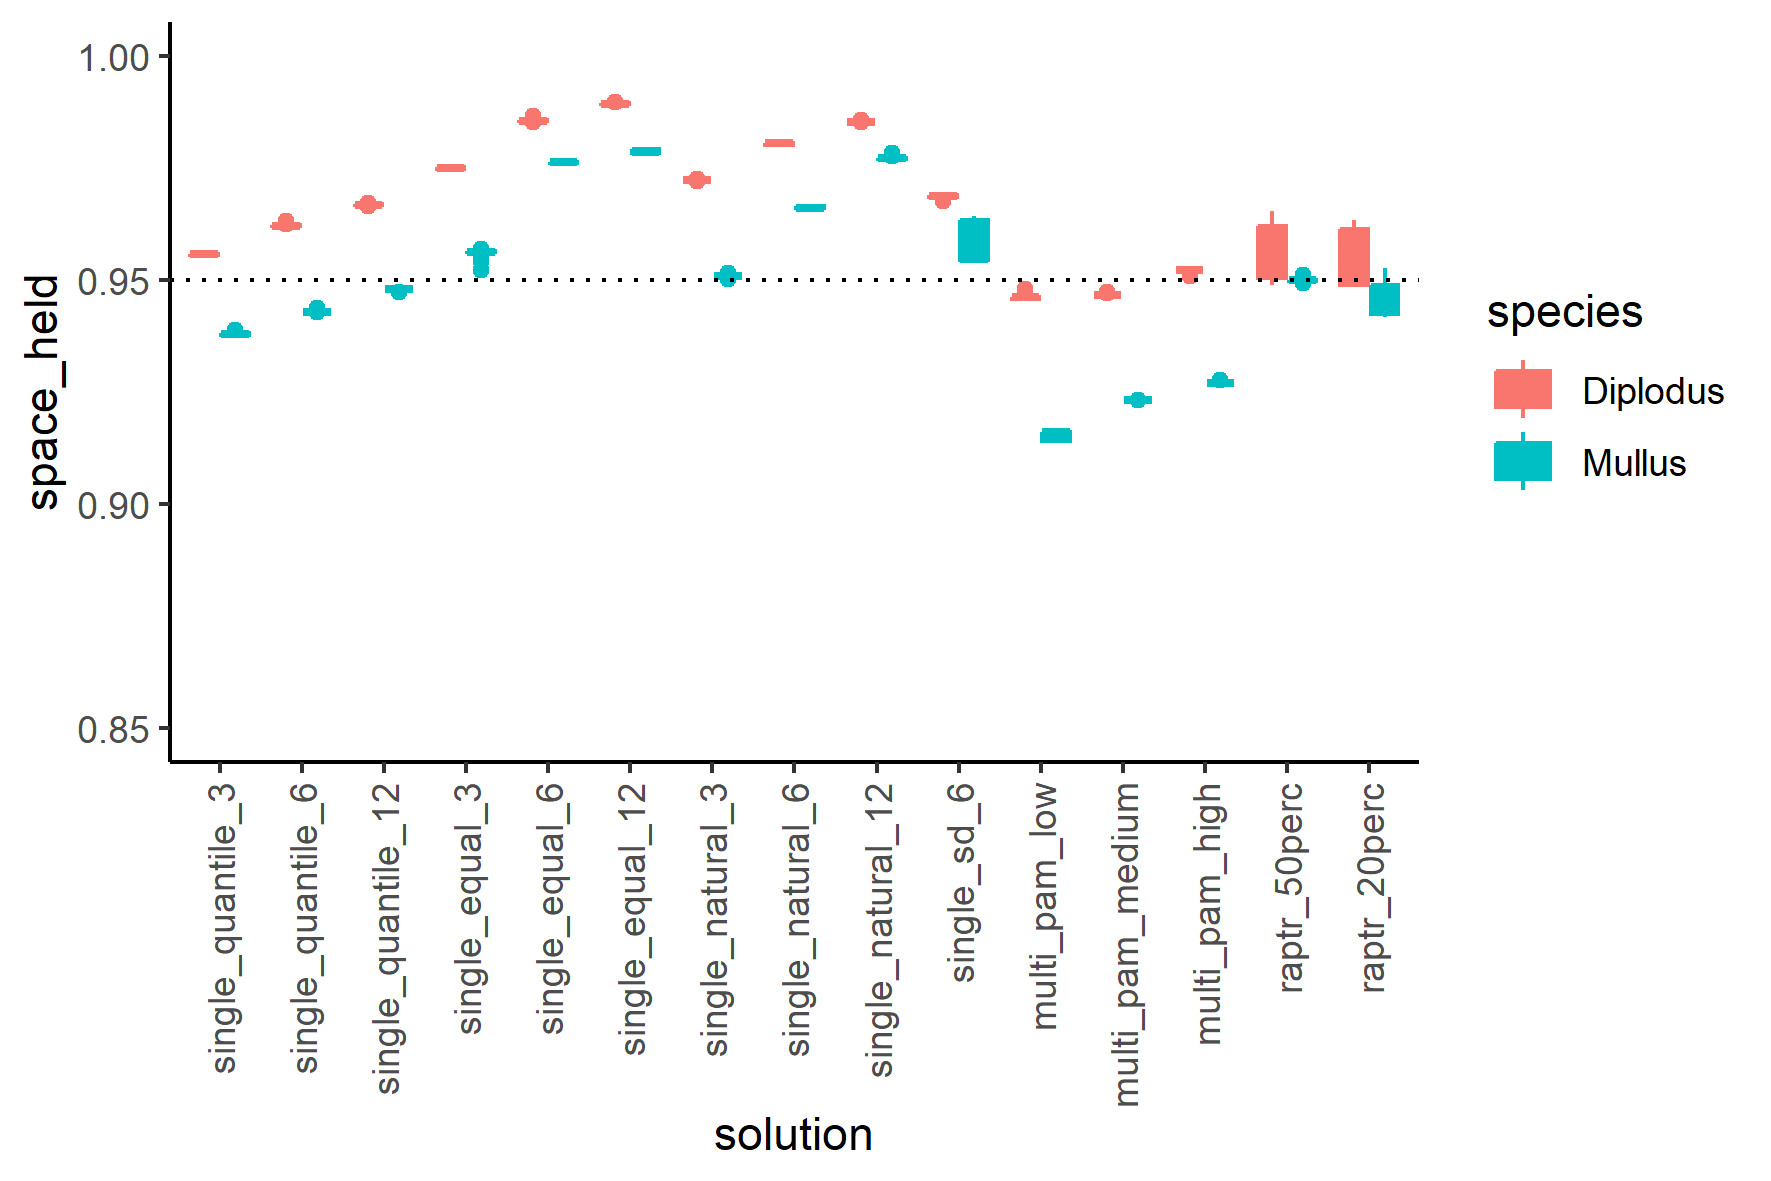 1.00
0.95
0.90
0.85
space_held
single_quantile_3
single_quantile_6
single_quantile_12
single_equal_3
single_equal_6
single_equal_12
single_natural_3
single_natural_6
single_natural_12
single_sd_6
multi_pam_low
multi_pam_medium
multi_pam_high
raptr_50perc
raptr_20perc
solution
species
Diplodus
Mullus